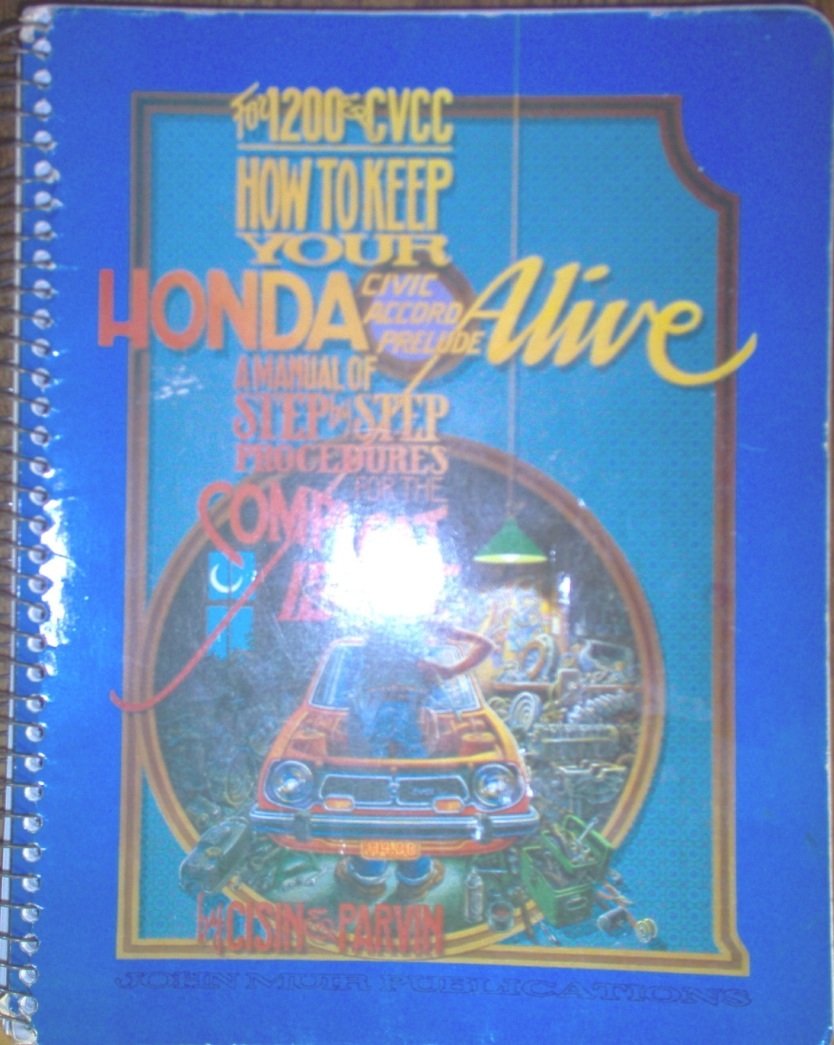 For 1200 & CVCC
HOW TO KEEP
YOUR
HONDA CIVIC ACCORD PRELUDE Alive
A MANUAL OF
STEP by STEP
PROCEDURES
FOR THE
by CISIN & PARVIN
JOHN MUIR PUBLICATIONS